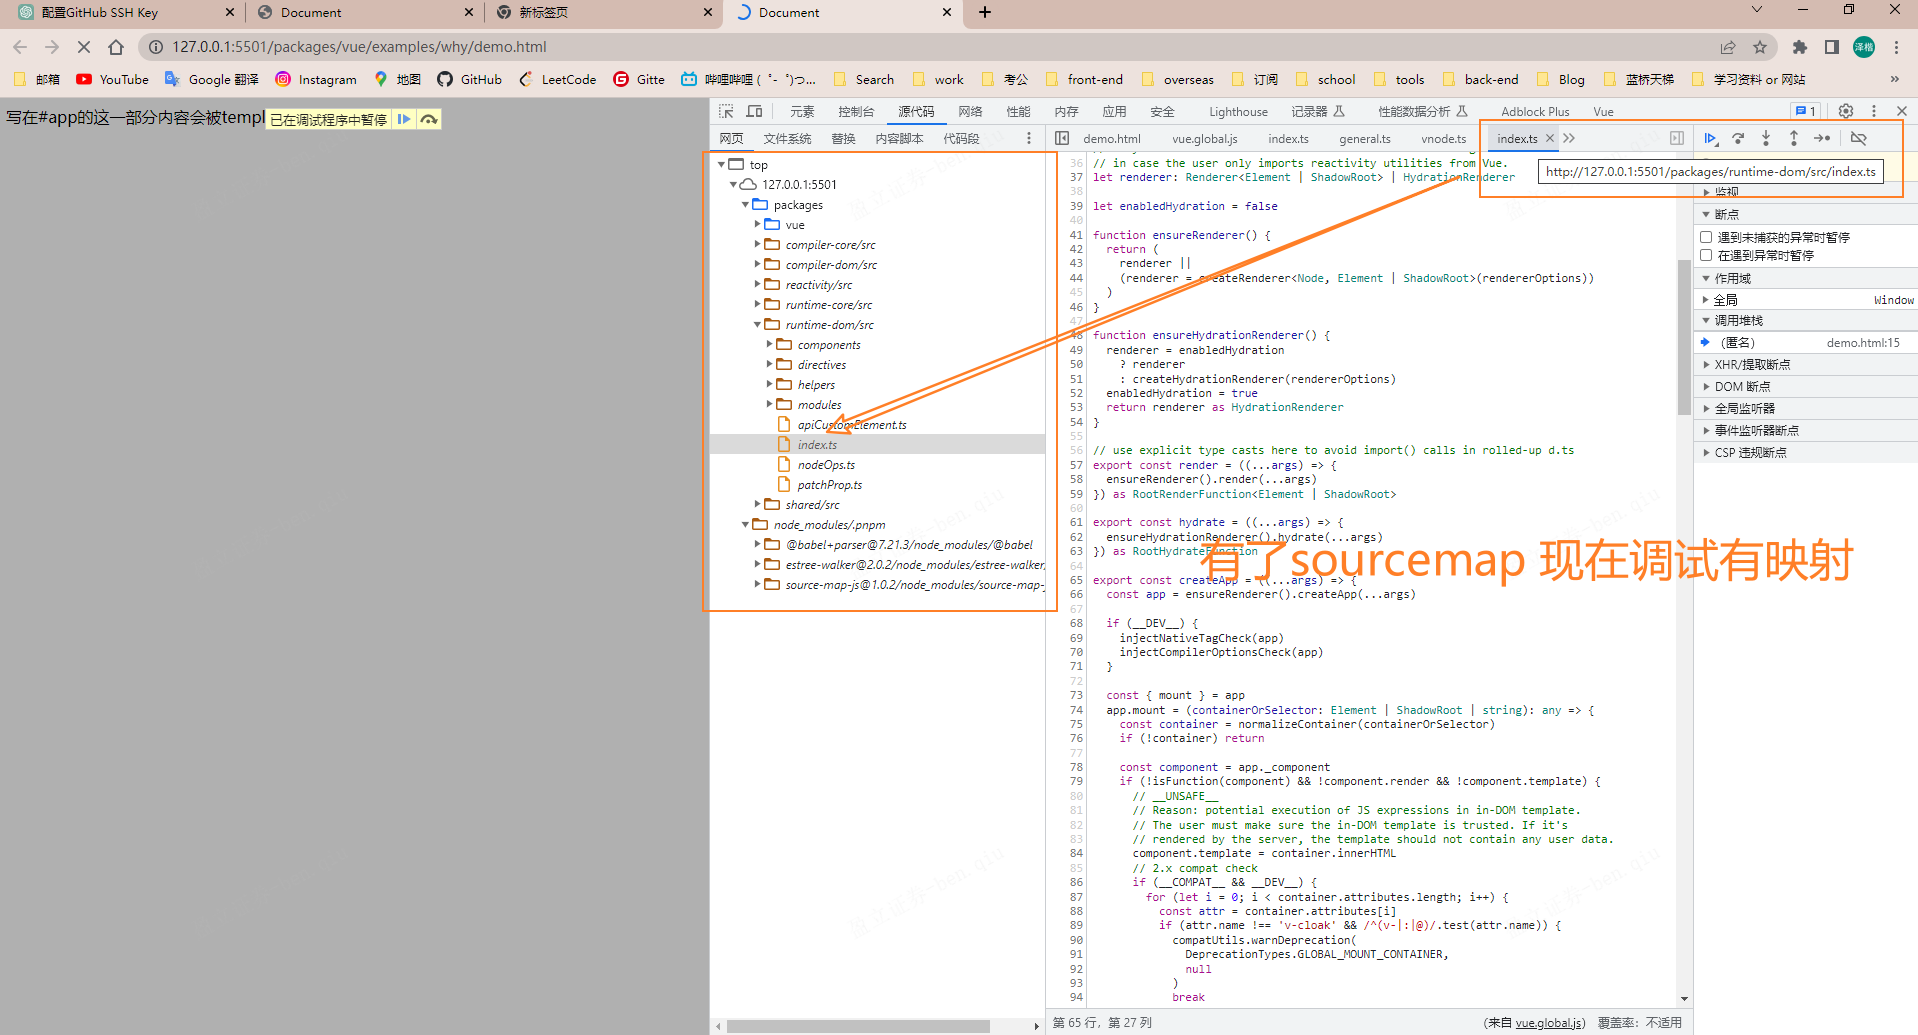 配置GitHub SSH Key
Document
新标签页
Document
127.0.0.1:5501/packages/vue/examples/why/demo.html
泽楷
邮箱 YouTube Google 翻译 Instagram 地图 GitHub LeetCode Gitte 哔哩哔哩 ( ゜- ゜)つ... Search work 考公 front-end overseas 订阅 school tools back-end Blog 蓝桥天梯 学习资料 or 网站 »
写在#app的这一部分内容会被templ
已在调试程序中暂停
元素 控制台 源代码 网络 性能 内存 应用 安全 Lighthouse 记录器 性能数据分析 Adblock Plus Vue 1
网页 文件系统 替换 内容脚本 代码段
demo.html vue.global.js index.ts general.ts vnode.ts index.ts
http://127.0.0.1:5501/packages/runtime-dom/src/index.ts
top
127.0.0.1:5501
packages
vue
compiler-core/src
compiler-dom/src
reactivity/src
runtime-core/src
runtime-dom/src
components
directives
helpers
modules
apiCustomElement.ts
index.ts
nodeOps.ts
patchProp.ts
shared/src
node_modules/.pnpm
@babel+parser@7.21.3/node_modules/@babel
estree-walker@2.0.2/node_modules/estree-walker/
source-map-js@1.0.2/node_modules/source-map-j
36 // in case the user only imports reactivity utilities from Vue.
37 let renderer: Renderer<Element | ShadowRoot> | HydrationRenderer
38
39 let enabledHydration = false
40
41 function ensureRenderer() {
42 return (
43 renderer ||
44 (renderer = createRenderer<Node, Element | ShadowRoot>(rendererOptions))
45 )
46 }
47
48 function ensureHydrationRenderer() {
49 renderer = enabledHydration
50 ? renderer
51 : createHydrationRenderer(rendererOptions)
52 enabledHydration = true
53 return renderer as HydrationRenderer
54 }
55
56 // use explicit type casts here to avoid import() calls in rolled-up d.ts
57 export const render = ((...args) => {
58 ensureRenderer().render(...args)
59 }) as RootRenderFunction<Element | ShadowRoot>
60
61 export const hydrate = ((...args) => {
62 ensureHydrationRenderer().hydrate(...args)
63 }) as RootHydrateFunction
64
65 export const createApp = ((...args) => {
66 const app = ensureRenderer().createApp(...args)
67
68 if (__DEV__) {
69 injectNativeTagCheck(app)
70 injectCompilerOptionsCheck(app)
71 }
72
73 const { mount } = app
74 app.mount = (containerOrSelector: Element | ShadowRoot | string): any => {
75 const container = normalizeContainer(containerOrSelector)
76 if (!container) return
77
78 const component = app._component
79 if (!isFunction(component) && !component.render && !component.template) {
80 // __UNSAFE__
81 // Reason: potential execution of JS expressions in in-DOM template.
82 // The user must make sure the in-DOM template is trusted. If it's
83 // rendered by the server, the template should not contain any user data.
84 component.template = container.innerHTML
85 // 2.x compat check
86 if (__COMPAT__ && __DEV__) {
87 for (let i = 0; i < container.attributes.length; i++) {
88 const attr = container.attributes[i]
89 if (attr.name !== 'v-cloak' && /^(v-|:|@)/.test(attr.name)) {
90 compatUtils.warnDeprecation(
91 DeprecationTypes.GLOBAL_MOUNT_CONTAINER,
92 null
93 )
94 break
有了sourcemap 现在调试有映射
监视
断点
遇到未捕获的异常时暂停
在遇到异常时暂停
作用域
全局 Window
调用堆栈
(匿名) demo.html:15
XHR/提取断点
DOM 断点
全局监听器
事件监听器断点
CSP 违规断点
第 65 行，第 27 列
(来自 vue.global.js) 覆盖率: 不适用